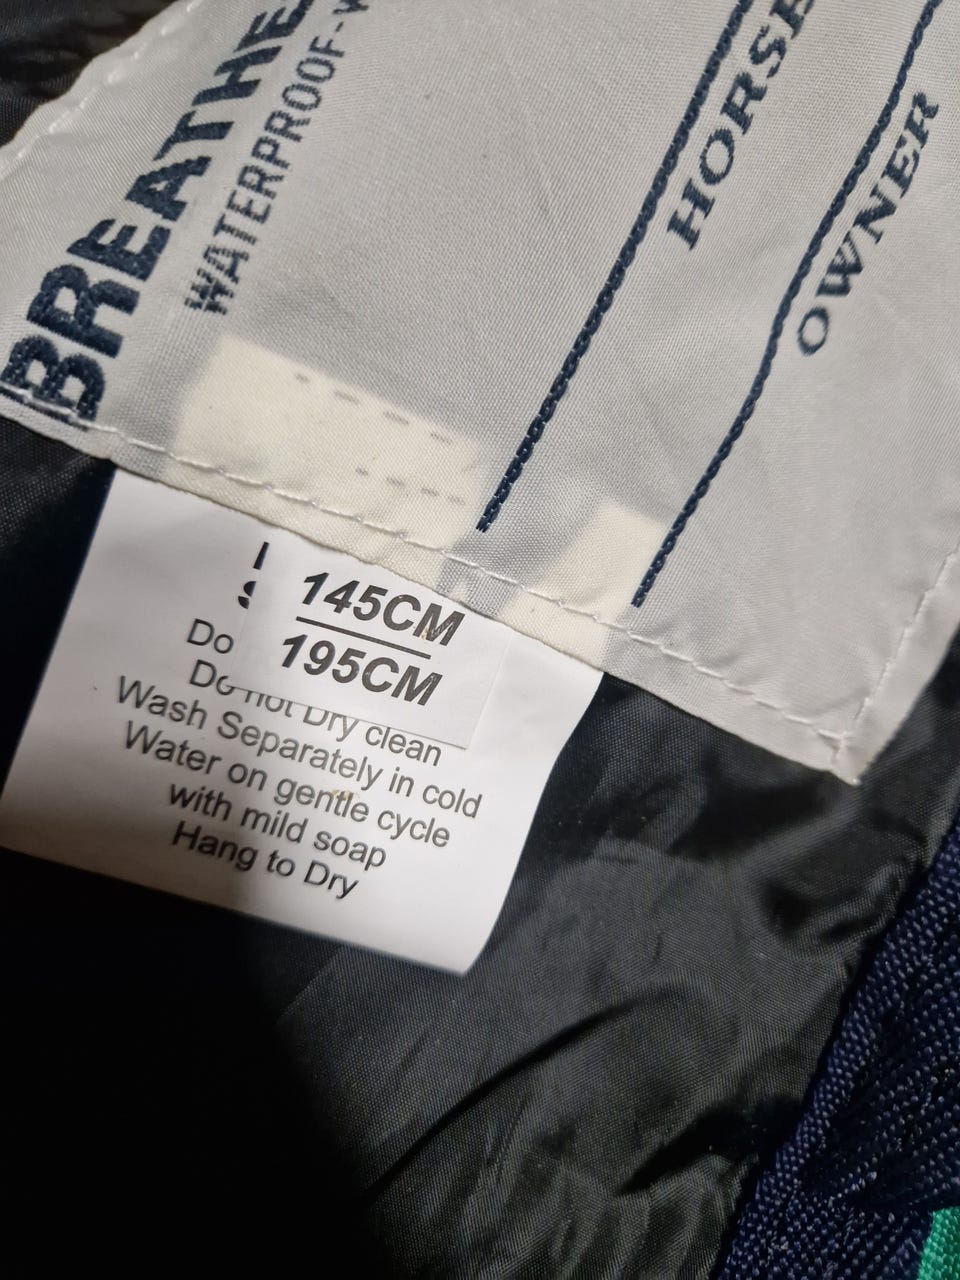 BREATHE
WATERPROOF-W
HORSE
OWNER
145CM
195CM
Do
Do not Dry clean
Wash Separately in cold
Water on gentle cycle
with mild soap
Hang to Dry